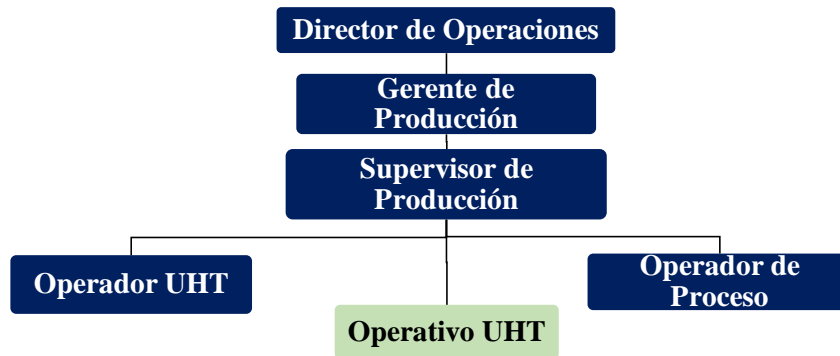 Director de Operaciones
Gerente de
Producción
Supervisor de
Producción
Operador UHT
Operador de
Proceso
Operativo UHT